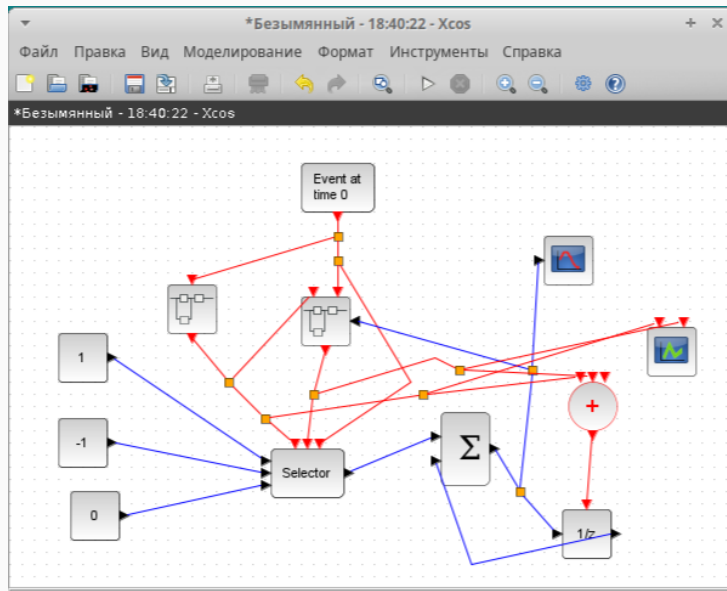 *Безымянный - 18:40:22 - Xcos
Файл Правка Вид Моделирование Формат Инструменты Справка
*Безымянный - 18:40:22 - Xcos
Event at
time 0
1
-1
0
Selector
Σ
+
1/z